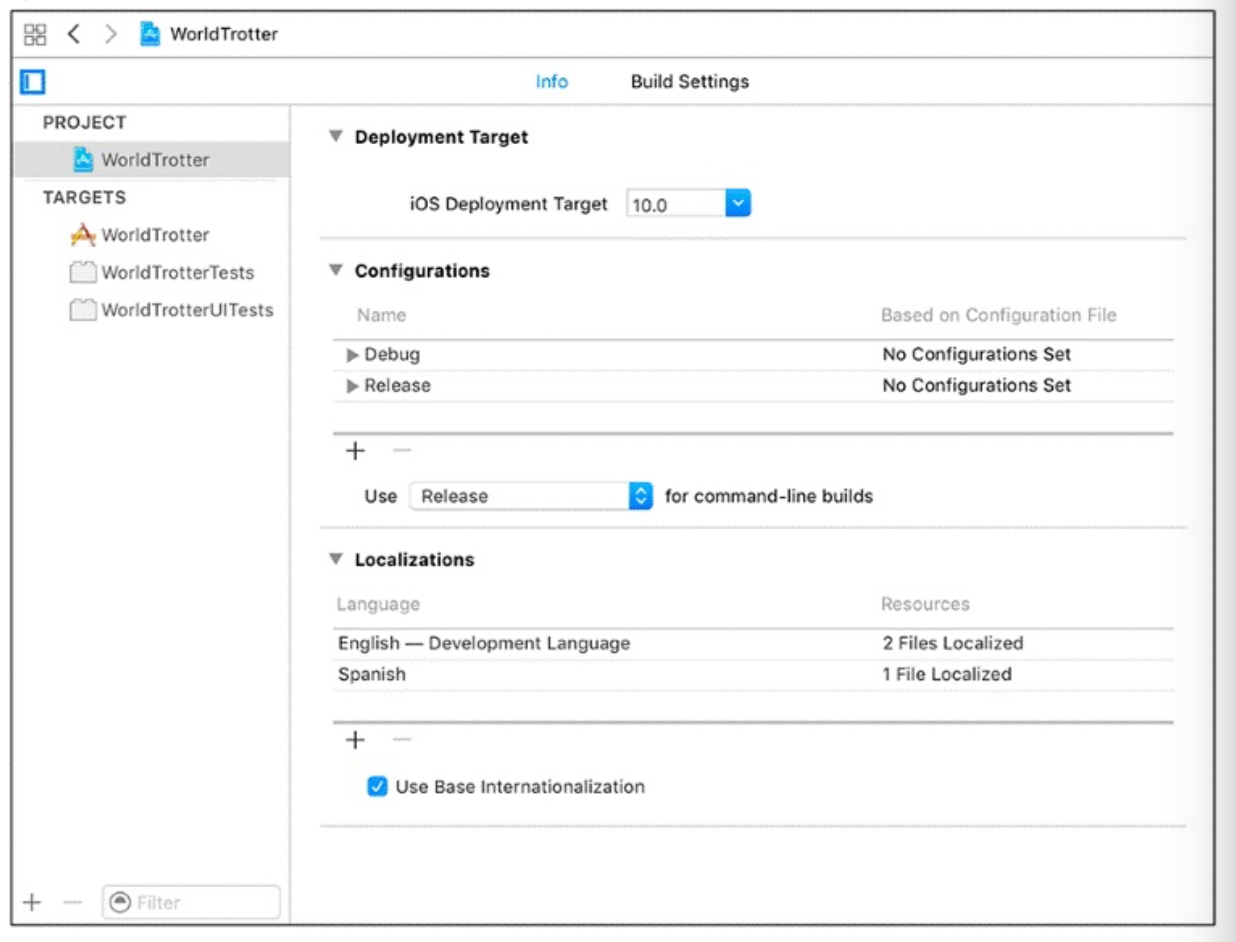 WorldTrotter
Info Build Settings
PROJECT
WorldTrotter
TARGETS
WorldTrotter
WorldTrotterTests
WorldTrotterUITests
Filter
Deployment Target
iOS Deployment Target 10.0
Configurations
Name Based on Configuration File
Debug No Configurations Set
Release No Configurations Set
Use Release for command-line builds
Localizations
Language Resources
English — Development Language 2 Files Localized
Spanish 1 File Localized
Use Base Internationalization